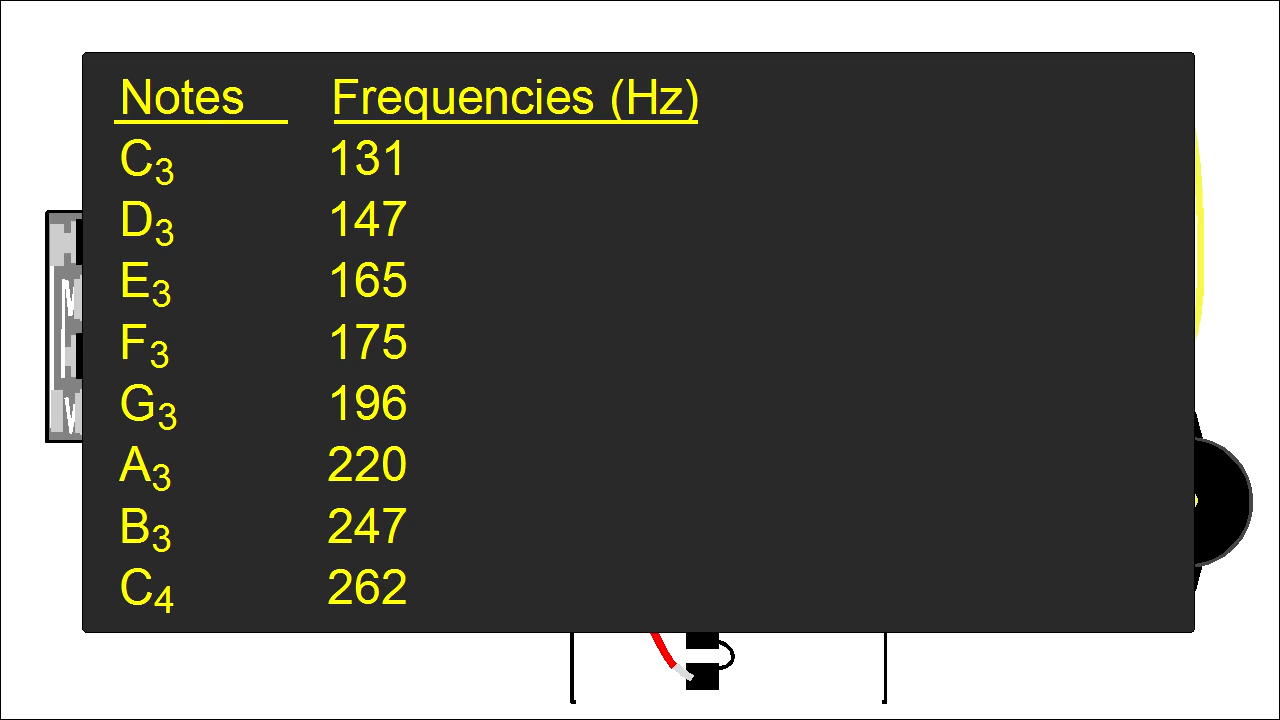 Notes Frequencies (Hz)
C₃ 131
D₃ 147
E₃ 165
F₃ 175
G₃ 196
A₃ 220
B₃ 247
C₄ 262